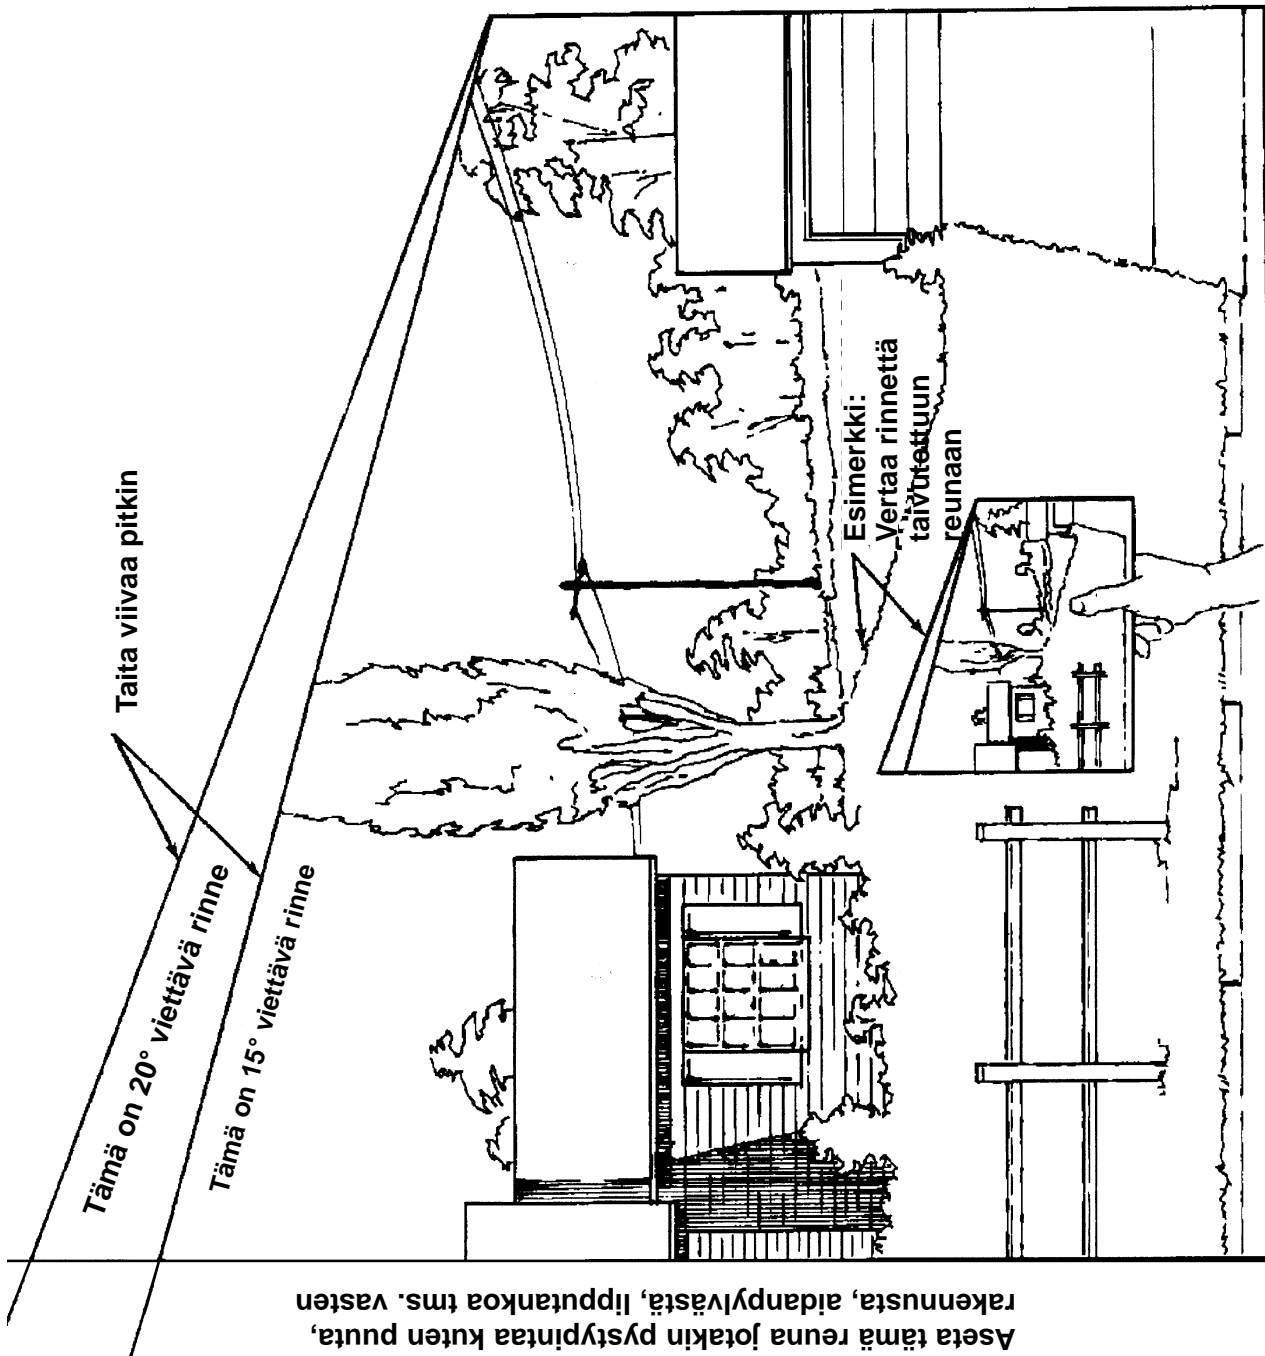 Taita viivaa pitkin
Tämä on 20° viettävä rinne
Tämä on 15° viettävä rinne
Esimerkki:
Vertaa rinnettä
taivutettuun
reunaan
Aseta tämä reuna jotakin pystypintaa kuten puuta,
rakennusta, aidanpylvästä, lipputankoa tms. vasten